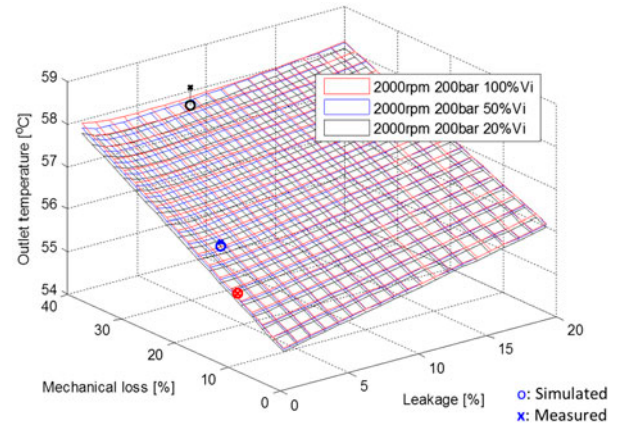 59
58
57
56
55
54
40
30
20
10
0
0
5
10
15
20
Outlet temperature [ºC]
Mechanical loss [%]
Leakage [%]
2000rpm 200bar 100%Vi
2000rpm 200bar 50%Vi
2000rpm 200bar 20%Vi
o: Simulated
x: Measured